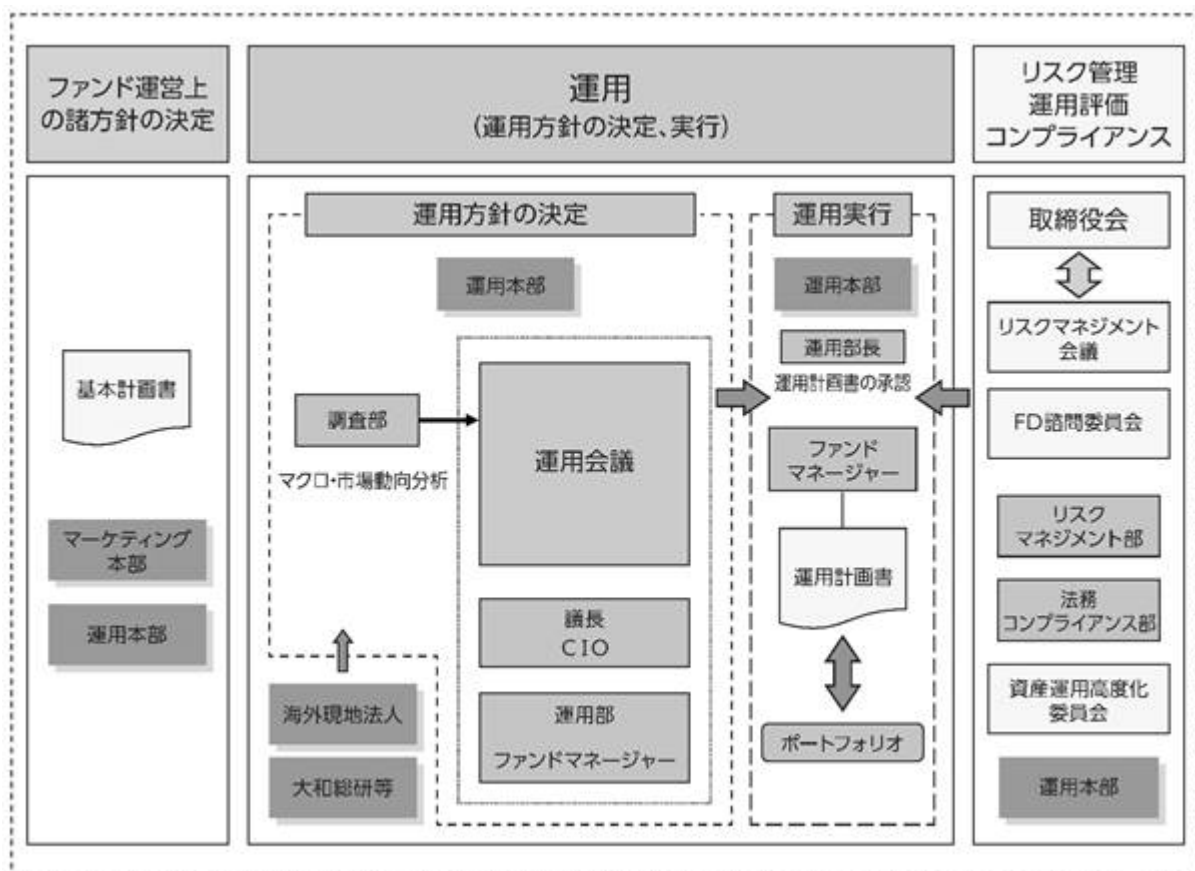 ファンド運営上
の諸方針の決定
基本計画書
マーケティング
本部
運用本部
運用
(運用方針の決定、実行)
運用方針の決定
運用本部
調査部
マクロ・市場動向分析
運用会議
議長
CIO
運用部
ファンドマネージャー
海外現地法人
大和総研等
運用実行
運用本部
運用部長
運用計画書の承認
ファンド
マネージャー
運用計画書
ポートフォリオ
リスク管理
運用評価
コンプライアンス
取締役会
リスクマネジメント
会議
FD諮問委員会
リスク
マネジメント部
法務
コンプライアンス部
資産運用高度化
委員会
運用本部